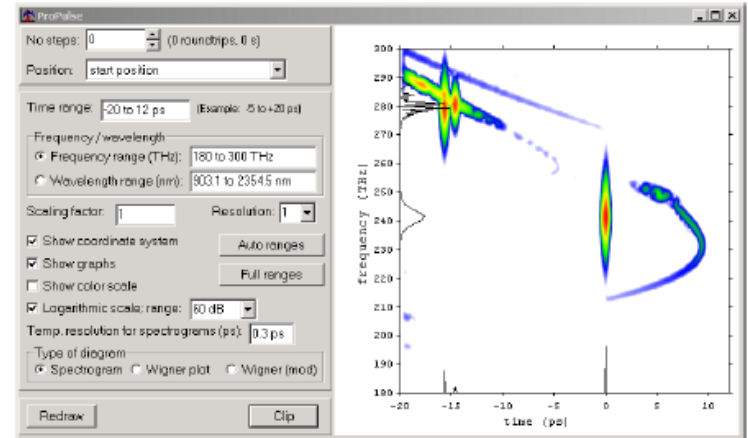 ProPulse
No steps: 0 (0 roundtrips, 0 s)
Position: start position
Time range: -20 to 12 ps (Example: -5 to +20 ps)
Frequency / wavelength
Frequency range (THz): 180 to 300 THz
Wavelength range (nm): 903.1 to 2354.5 nm
Scaling factor: 1 Resolution: 1
Show coordinate system Auto ranges
Show graphs Full ranges
Show color scale
Logarithmic scale; range: 60 dB
Temp. resolution for spectrograms (ps): 0.3 ps
Type of diagram
Spectrogram Wigner plot Wigner (mod)
Redraw Clip
frequency (THz)
300
290
280
270
260
250
240
230
220
210
200
190
180
-20 -15 -10 -5 0 5 10
time (ps)